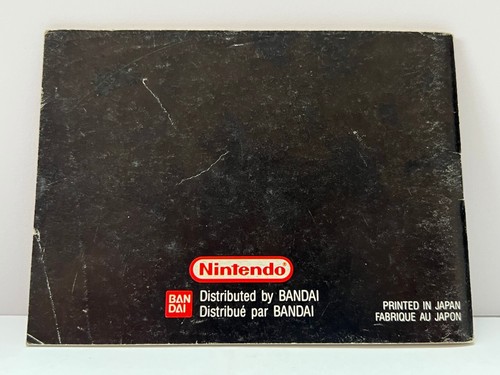 Nintendo
BAN
DAI
Distributed by BANDAI
Distribué par BANDAI
PRINTED IN JAPAN
FABRIQUE AU JAPON